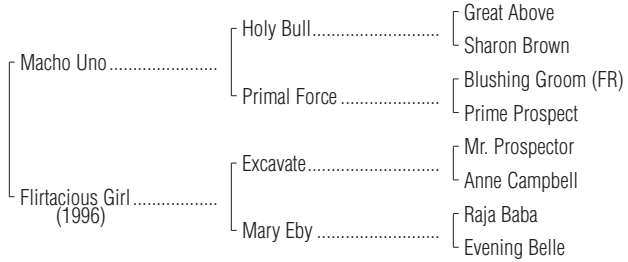 Great Above
Holy Bull
Sharon Brown
Macho Uno
Blushing Groom (FR)
Primal Force
Prime Prospect
Mr. Prospector
Excavate
Anne Campbell
Flirtacious Girl
(1996)
Raja Baba
Mary Eby
Evening Belle